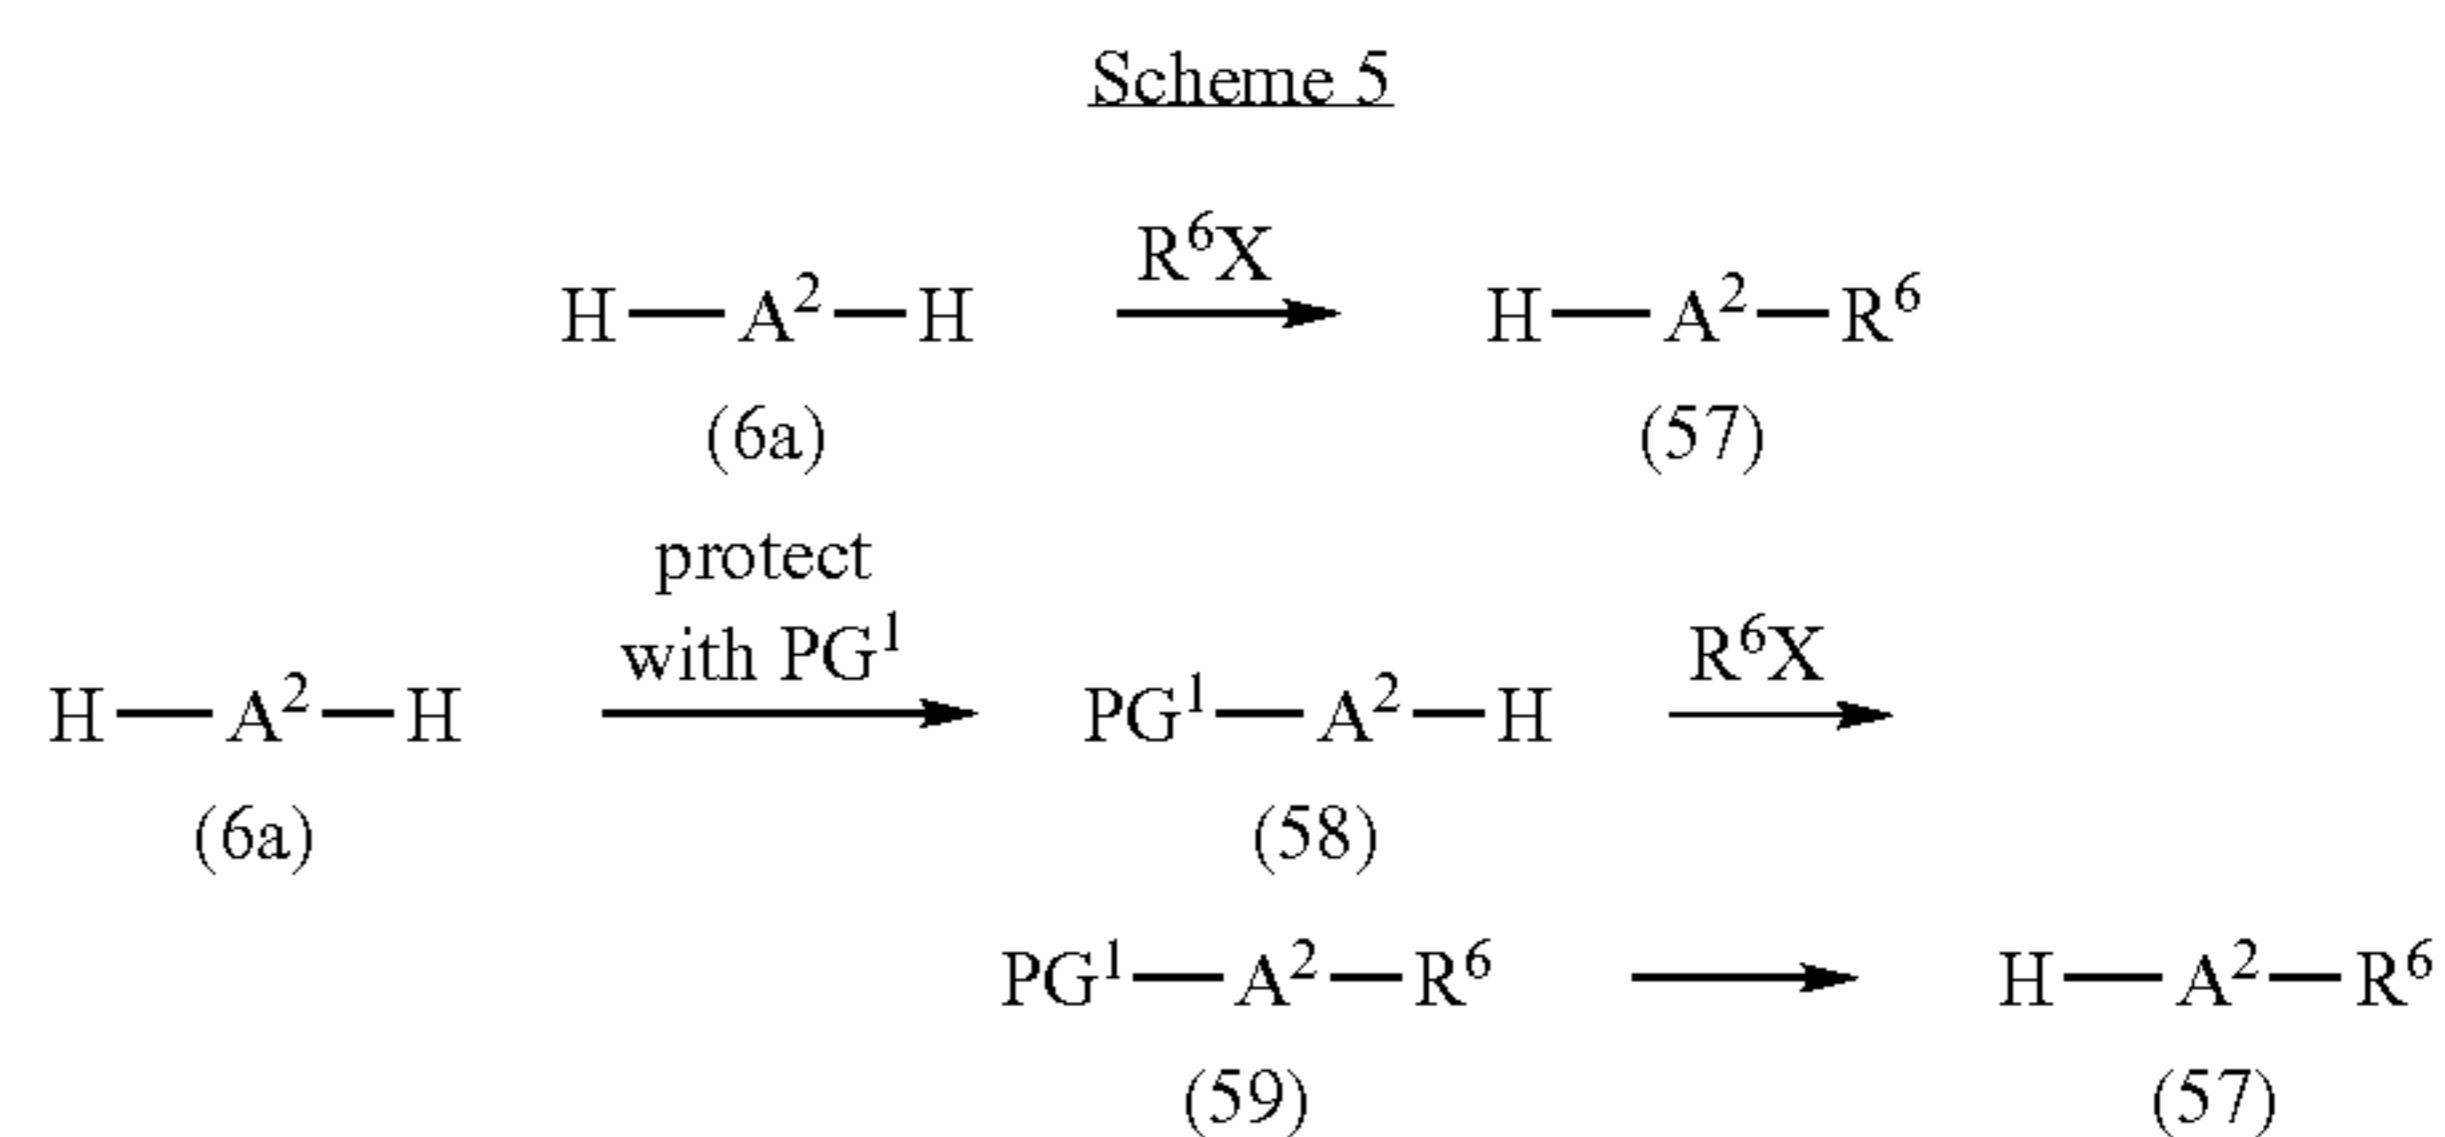 Scheme 5
R⁶X
H—A²—H H—A²—R⁶
(6a) (57)
protect
with PG¹ R⁶X
H—A²—H PG¹—A²—H
(6a) (58)
PG¹—A²—R⁶ H—A²—R⁶
(59) (57)